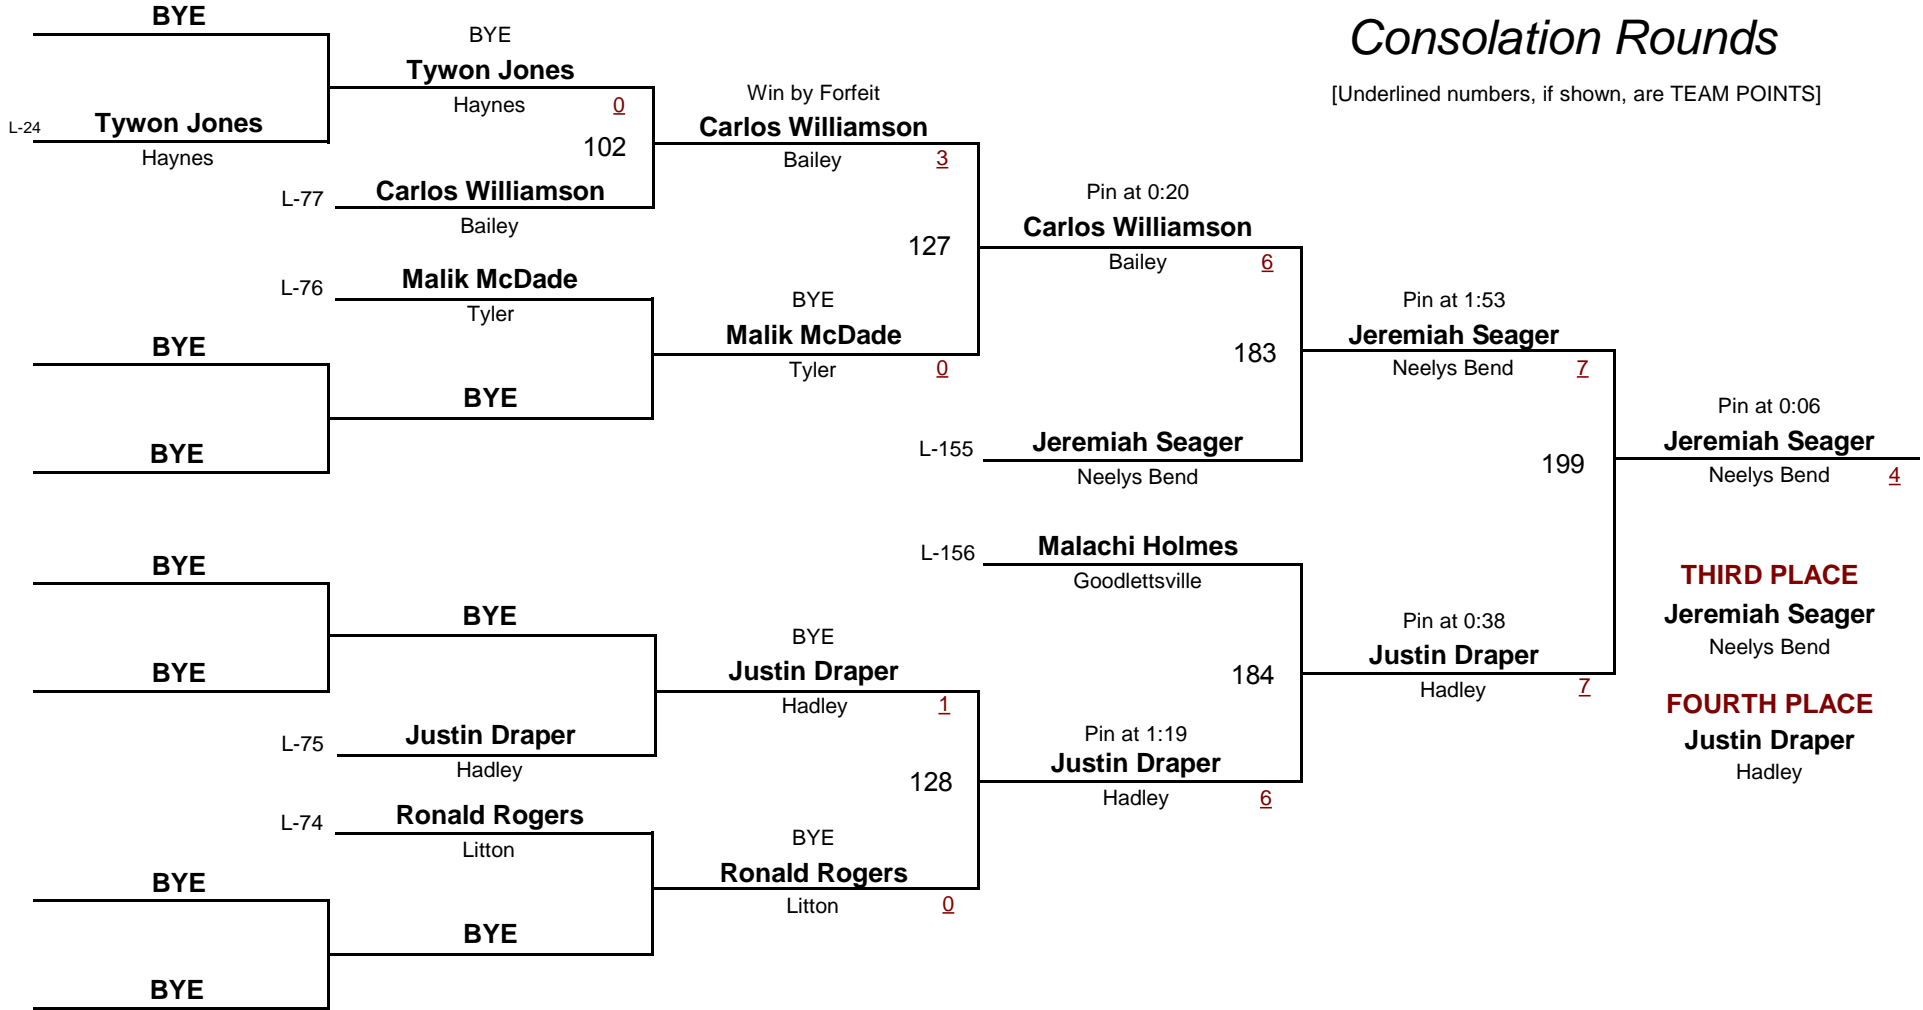 Consolation Rounds
[Underlined numbers, if shown, are TEAM POINTS]
BYE
L-24
Tywon Jones
Haynes
BYE
BYE
BYE
BYE
BYE
BYE
BYE
Tywon Jones
Haynes
0
102
L-77
Carlos Williamson
Bailey
L-76
Malik McDade
Tyler
BYE
BYE
L-75
Justin Draper
Hadley
L-74
Ronald Rogers
Litton
BYE
Win by Forfeit
Carlos Williamson
Bailey
3
127
BYE
Malik McDade
Tyler
0
BYE
Justin Draper
Hadley
1
128
BYE
Ronald Rogers
Litton
0
Pin at 0:20
Carlos Williamson
Bailey
6
183
L-155
Jeremiah Seager
Neelys Bend
L-156
Malachi Holmes
Goodlettsville
184
Pin at 1:19
Justin Draper
Hadley
6
Pin at 1:53
Jeremiah Seager
Neelys Bend
7
199
Pin at 0:38
Justin Draper
Hadley
7
Pin at 0:06
Jeremiah Seager
Neelys Bend
4
THIRD PLACE
Jeremiah Seager
Neelys Bend
FOURTH PLACE
Justin Draper
Hadley